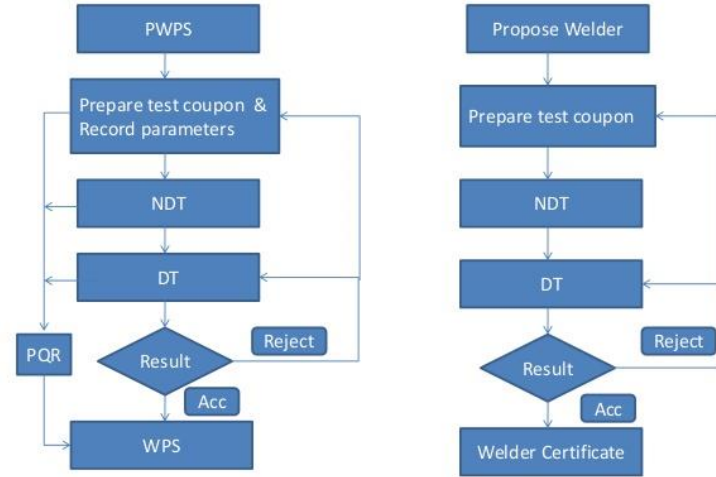 PWPS
Prepare test coupon &
Record parameters
NDT
DT
PQR
Result
Reject
Acc
WPS
Propose Welder
Prepare test coupon
NDT
DT
Result
Reject
Acc
Welder Certificate